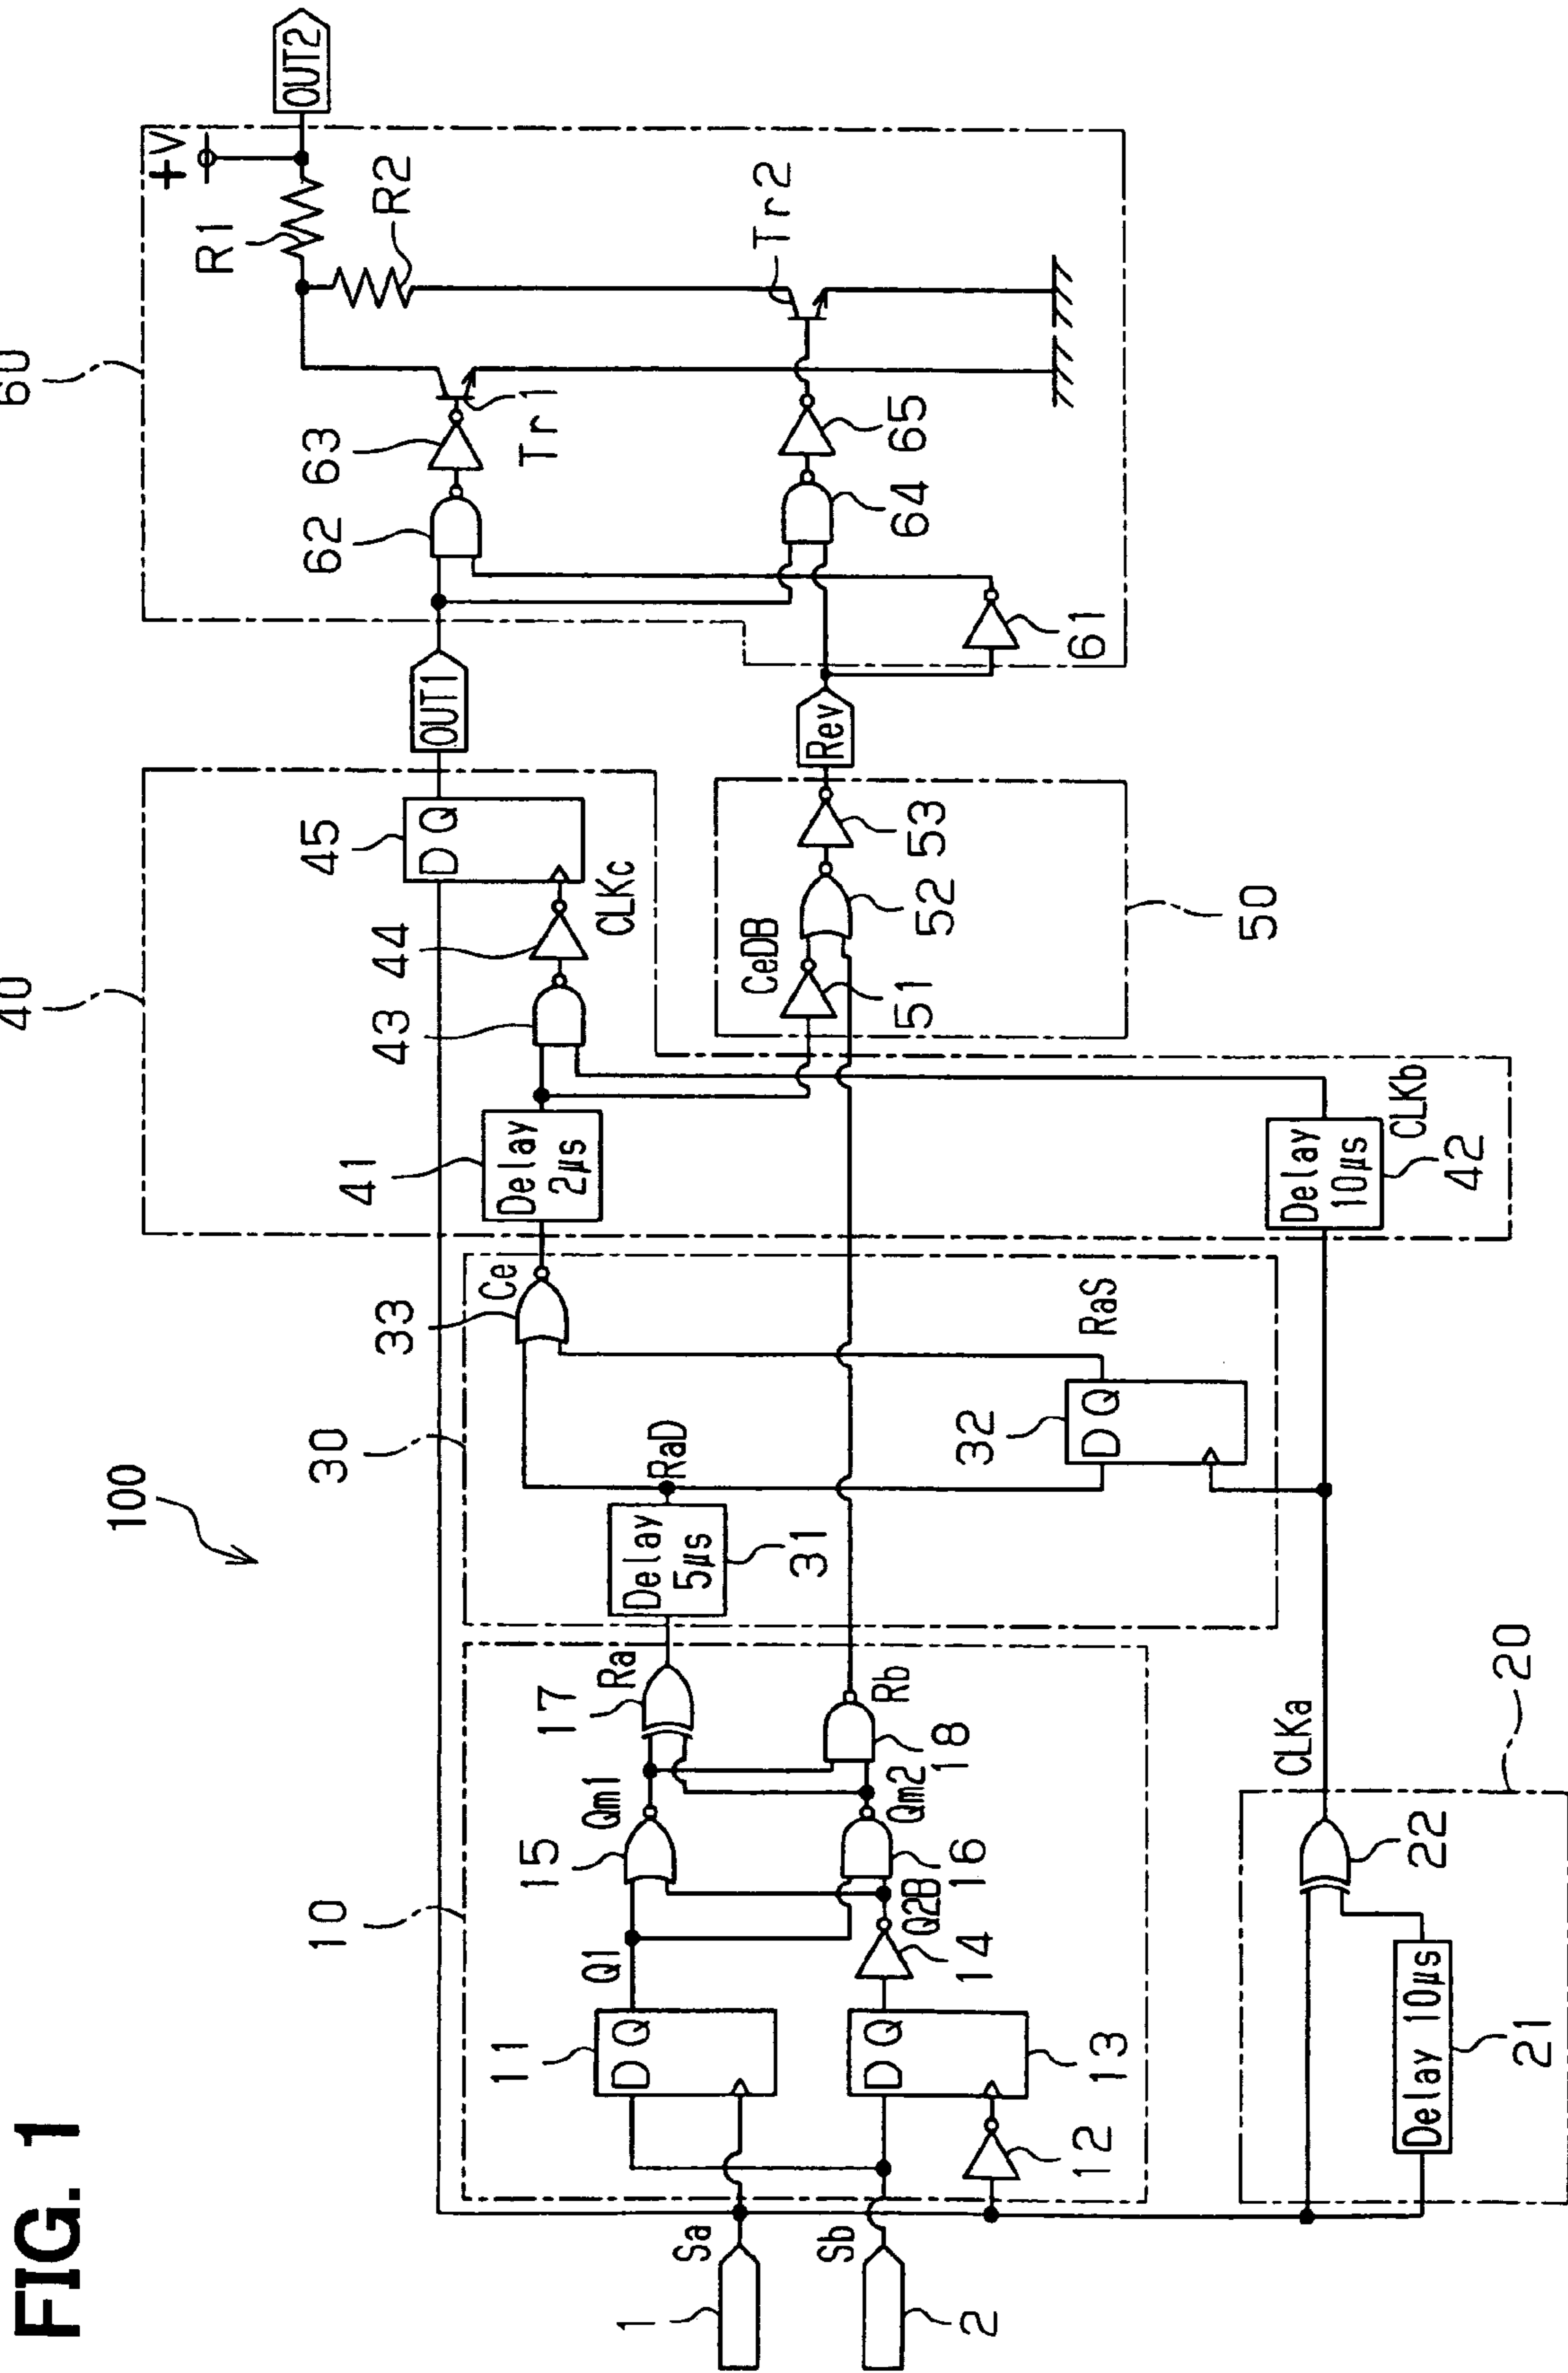 FIG. 1
100
1
Sa
2
Sb
10
11
D Q
Q1
12
13
D Q
14
Q2B
15
Qm1
16
Qm2
17
Ra
18
Rb
20
21
Delay 10μs
22
CLKa
30
31
Delay
5μs
RaD
32
D Q
RaS
33
Ce
40
41
Delay
2μs
42
Delay
10μs
CLKb
43
44
CLKc
45
D Q
OUT1
50
51
CeDB
52
53
Rev
60
61
62
63
Tr1
64
65
Tr2
R1
R2
+V
OUT2